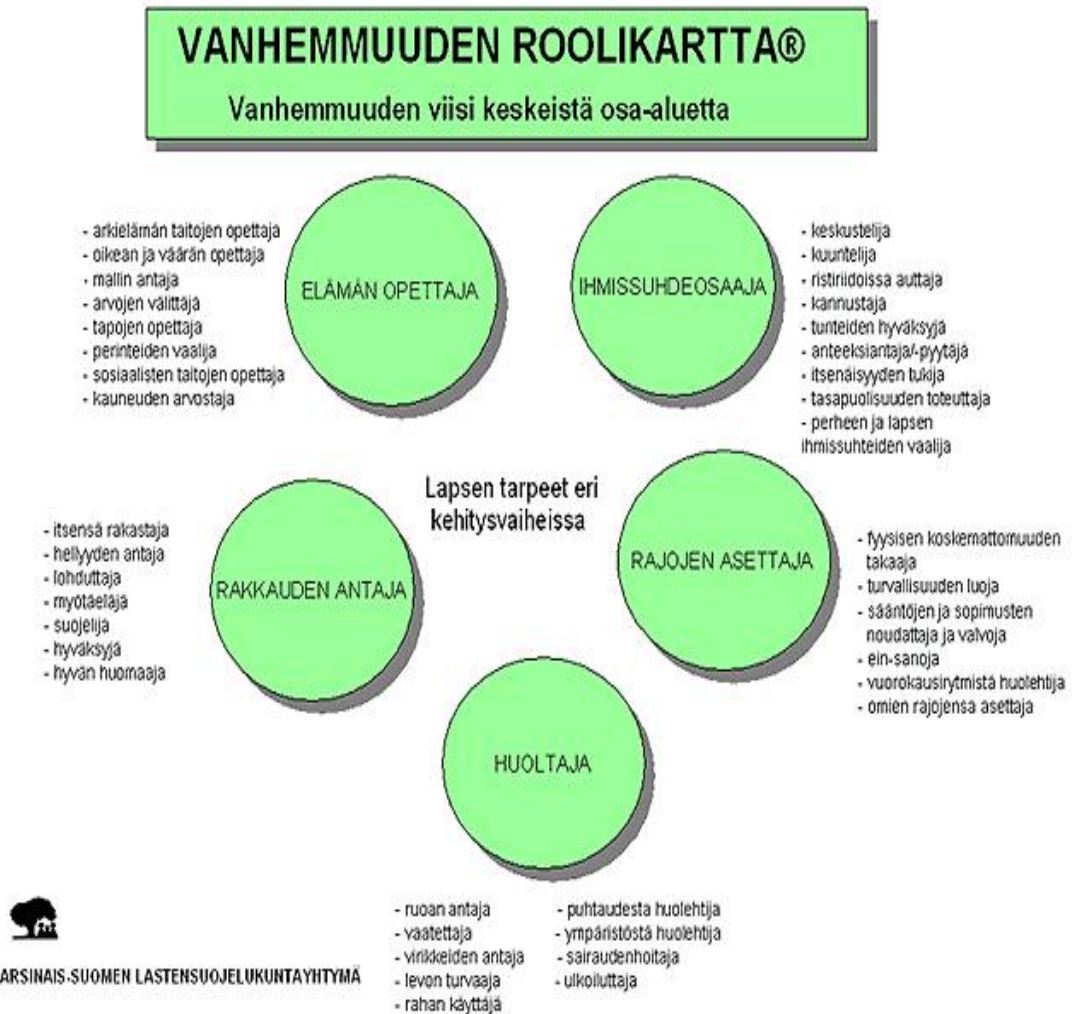 VANHEMMUUDEN ROOLIKARTTA®
Vanhemmuuden viisi keskeistä osa-aluetta
- arkielämän taitojen opettaja
- oikean ja väärän opettaja
- mallin antaja
- arvojen välittäjä
- tapojen opettaja
- perinteiden vaalija
- sosiaalisten taitojen opettaja
- kauneuden arvostaja
ELÄMÄN OPETTAJA
IHMISSUHDEOSAAJA
- keskustelija
- kuuntelija
- ristiriidoissa auttaja
- kannustaja
- tunteiden hyväksyjä
- anteeksiantaja/-pyytäjä
- itsenäisyyden tukija
- tasapuolisuuden toteuttaja
- perheen ja lapsen
ihmissuhteiden vaalija
Lapsen tarpeet eri
kehitysvaiheissa
- itsensä rakastaja
- hellyyden antaja
- lohduttaja
- myötäeläjä
- suojelija
- hyväksyjä
- hyvän huomaaja
RAKKAUDEN ANTAJA
RAJOJEN ASETTAJA
- fyysisen koskemattomuuden
takaaja
- turvallisuuden luoja
- sääntöjen ja sopimusten
noudattaja ja valvoja
- ein-sanoja
- vuorokausirytmistä huolehtija
- omien rajojensa asettaja
HUOLTAJA
- ruoan antaja
- vaatettaja
- virikkeiden antaja
- levon turvaaja
- rahan käyttäjä
- puhtaudesta huolehtija
- ympäristöstä huolehtija
- sairaudenhoitaja
- ulkoiluttaja
ARSINAIS-SUOMEN LASTENSUOJELUKUNTAYHTYMÄ